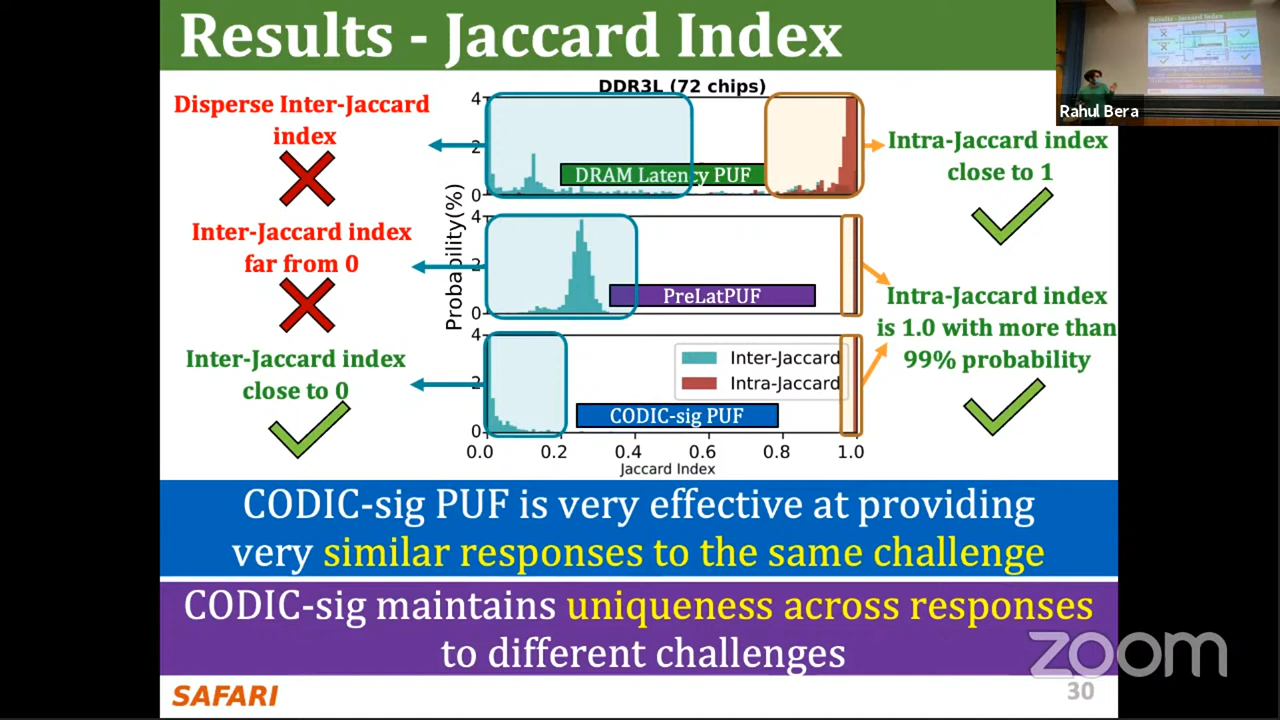 Results - Jaccard Index
Rahul Bera
DDR3L (72 chips)
Disperse Inter-Jaccard
index
Inter-Jaccard index
far from 0
Inter-Jaccard index
close to 0
Probability(%)
4
2
0
DRAM Latency PUF
4
2
0
PreLatPUF
4
2
0
Inter-Jaccard
Intra-Jaccard
CODIC-sig PUF
0.0 0.2 0.4 0.6 0.8 1.0
Jaccard Index
Intra-Jaccard index
close to 1
Intra-Jaccard index
is 1.0 with more than
99% probability
CODIC-sig PUF is very effective at providing
very similar responses to the same challenge
CODIC-sig maintains uniqueness across responses
to different challenges
zoom
SAFARI
30